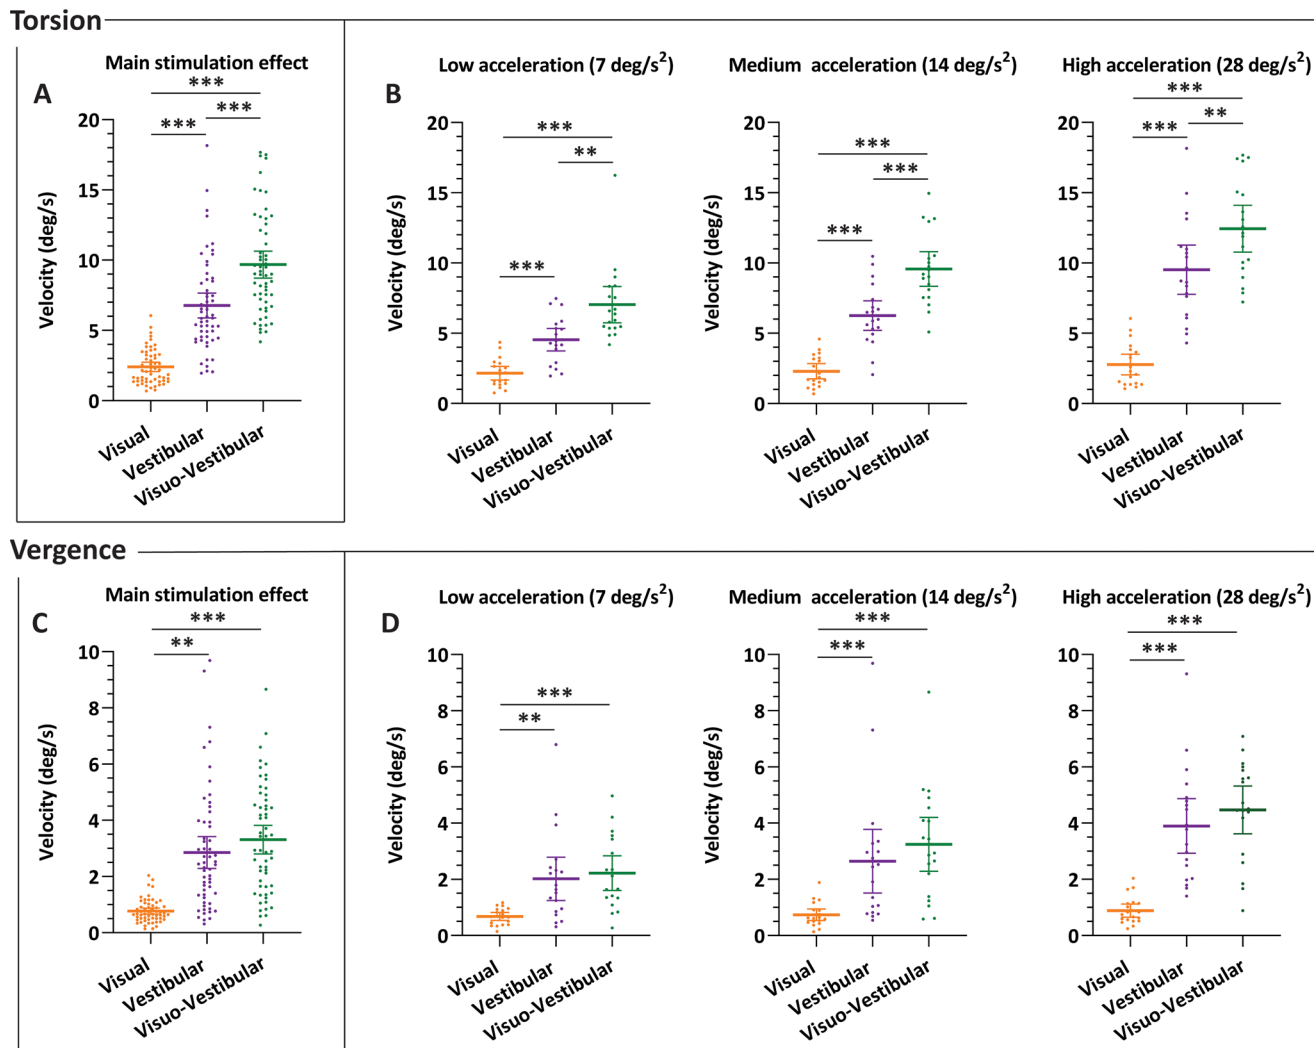 Torsion
Main stimulation effect
Low acceleration (7 deg/s²)
Medium acceleration (14 deg/s²)
High acceleration (28 deg/s²)
A
B
***
***
***
***
**
***
***
***
***
***
**
***
20
15
10
5
0
Velocity (deg/s)
Visual
Vestibular
Visuo-Vestibular
20
15
10
5
0
Velocity (deg/s)
Visual
Vestibular
Visuo-Vestibular
20
15
10
5
0
Velocity (deg/s)
Visual
Vestibular
Visuo-Vestibular
20
15
10
5
0
Velocity (deg/s)
Visual
Vestibular
Visuo-Vestibular
Vergence
Main stimulation effect
Low acceleration (7 deg/s²)
Medium acceleration (14 deg/s²)
High acceleration (28 deg/s²)
C
D
***
**
***
**
***
***
***
***
10
8
6
4
2
0
Velocity (deg/s)
Visual
Vestibular
Visuo-Vestibular
10
8
6
4
2
0
Velocity (deg/s)
Visual
Vestibular
Visuo-Vestibular
10
8
6
4
2
0
Velocity (deg/s)
Visual
Vestibular
Visuo-Vestibular
10
8
6
4
2
0
Velocity (deg/s)
Visual
Vestibular
Visuo-Vestibular